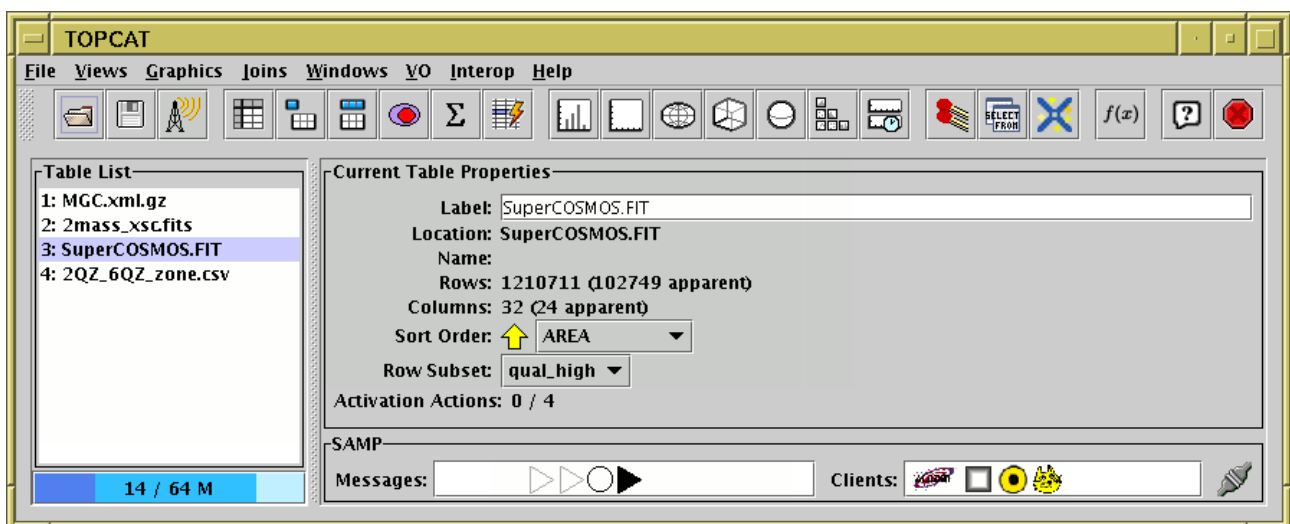 TOPCAT
File Views Graphics Joins Windows VO Interop Help
Σ SELECT FROM f(x) ?
Table List
1: MGC.xml.gz
2: 2mass_xsc.fits
3: SuperCOSMOS.FIT
4: 2QZ_6QZ_zone.csv
14 / 64 M
Current Table Properties
Label: SuperCOSMOS.FIT
Location: SuperCOSMOS.FIT
Name:
Rows: 1210711 (102749 apparent)
Columns: 32 (24 apparent)
Sort Order: AREA
Row Subset: qual_high
Activation Actions: 0 / 4
SAMP
Messages: Clients: